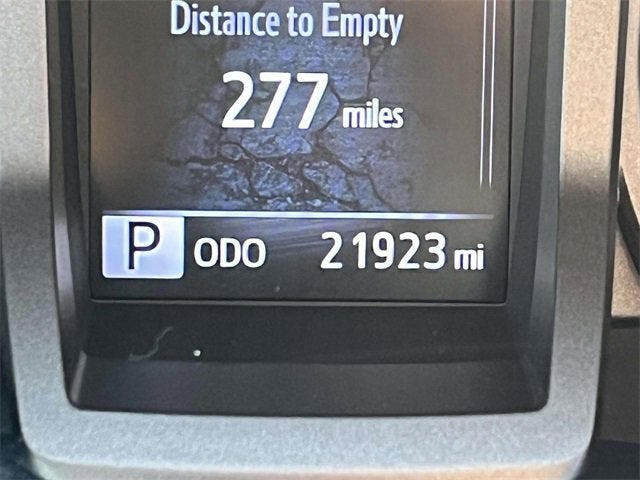 Distance to Empty
277 miles
P ODO 21923 mi